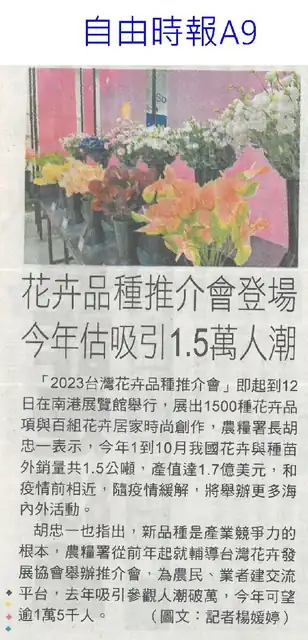 自由時報A9
花卉品種推介會登場
今年估吸引1.5萬人潮
「2023台灣花卉品種推介會」即起到12
日在南港展覽館舉行，展出1500種花卉品
項與百組花卉居家時尚創作，農糧署長胡
忠一表示，今年1到10月我國花卉與種苗
外銷量共1.5公噸，產值達1.7億美元，和
疫情前相近，隨疫情緩解，將舉辦更多海
內外活動。
胡忠一也指出，新品種是產業競爭力的
根本，農糧署從前年起就輔導台灣花卉發
展協會舉辦推介會，為農民、業者建交流
平台，去年吸引參觀人潮破萬，今年可望
逾1萬5千人。（圖文：記者楊媛婷）